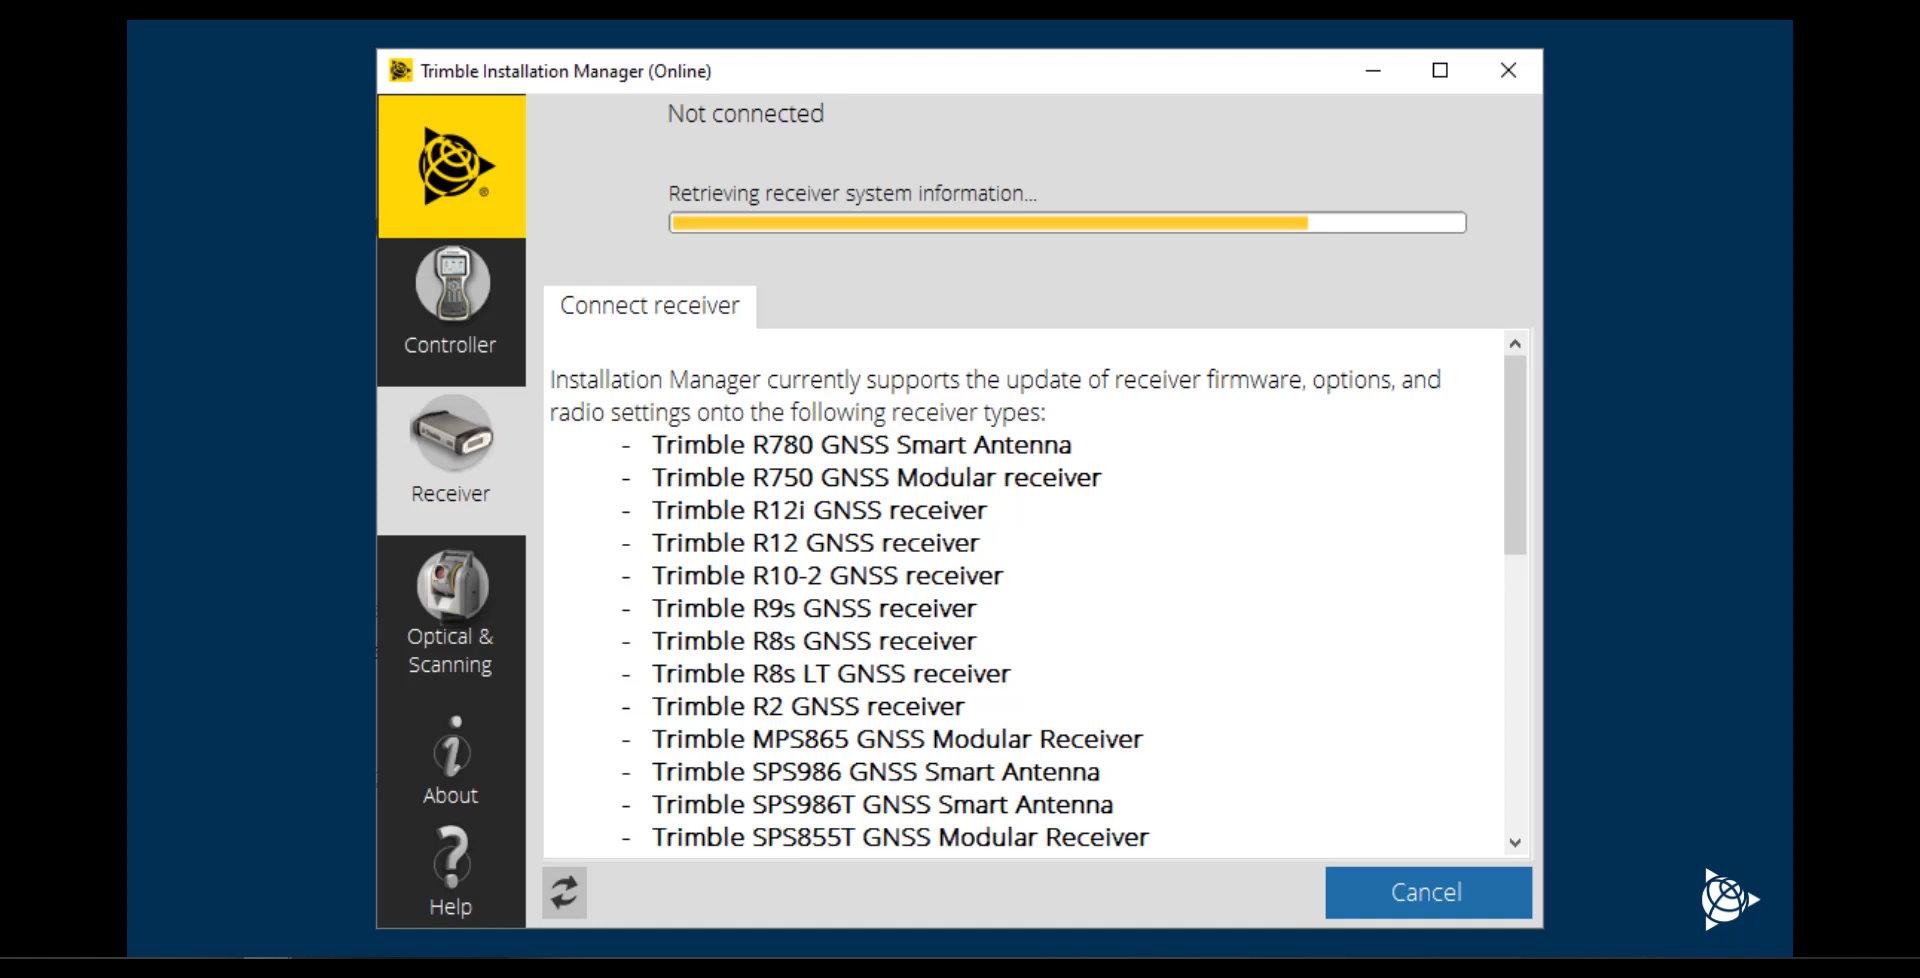 Trimble Installation Manager (Online)
Not connected
Retrieving receiver system information...
Controller
Receiver
Optical &
Scanning
About
Help
Connect receiver
Installation Manager currently supports the update of receiver firmware, options, and
radio settings onto the following receiver types:
- Trimble R780 GNSS Smart Antenna
- Trimble R750 GNSS Modular receiver
- Trimble R12i GNSS receiver
- Trimble R12 GNSS receiver
- Trimble R10-2 GNSS receiver
- Trimble R9s GNSS receiver
- Trimble R8s GNSS receiver
- Trimble R8s LT GNSS receiver
- Trimble R2 GNSS receiver
- Trimble MPS865 GNSS Modular Receiver
- Trimble SPS986 GNSS Smart Antenna
- Trimble SPS986T GNSS Smart Antenna
- Trimble SPS855T GNSS Modular Receiver
Cancel